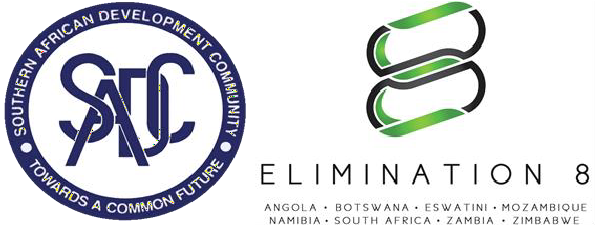 SOUTHERN AFRICAN DEVELOPMENT COMMUNITY
SADC
TOWARDS A COMMON FUTURE
ELIMINATION 8
ANGOLA • BOTSWANA • ESWATINI • MOZAMBIQUE
NAMIBIA • SOUTH AFRICA • ZAMBIA • ZIMBABWE